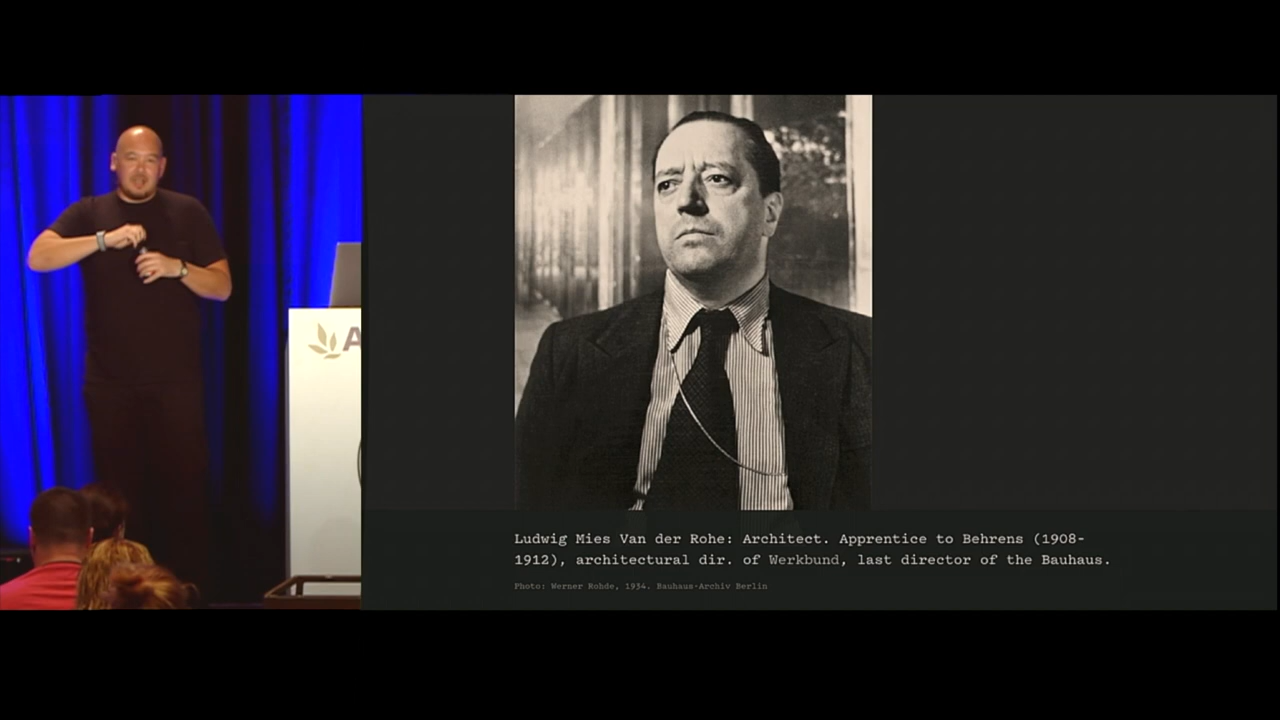 A
Ludwig Mies Van der Rohe: Architect. Apprentice to Behrens (1908-
1912), architectural dir. of Werkbund, last director of the Bauhaus.
Photo: Werner Rohde, 1934. Bauhaus-Archiv Berlin